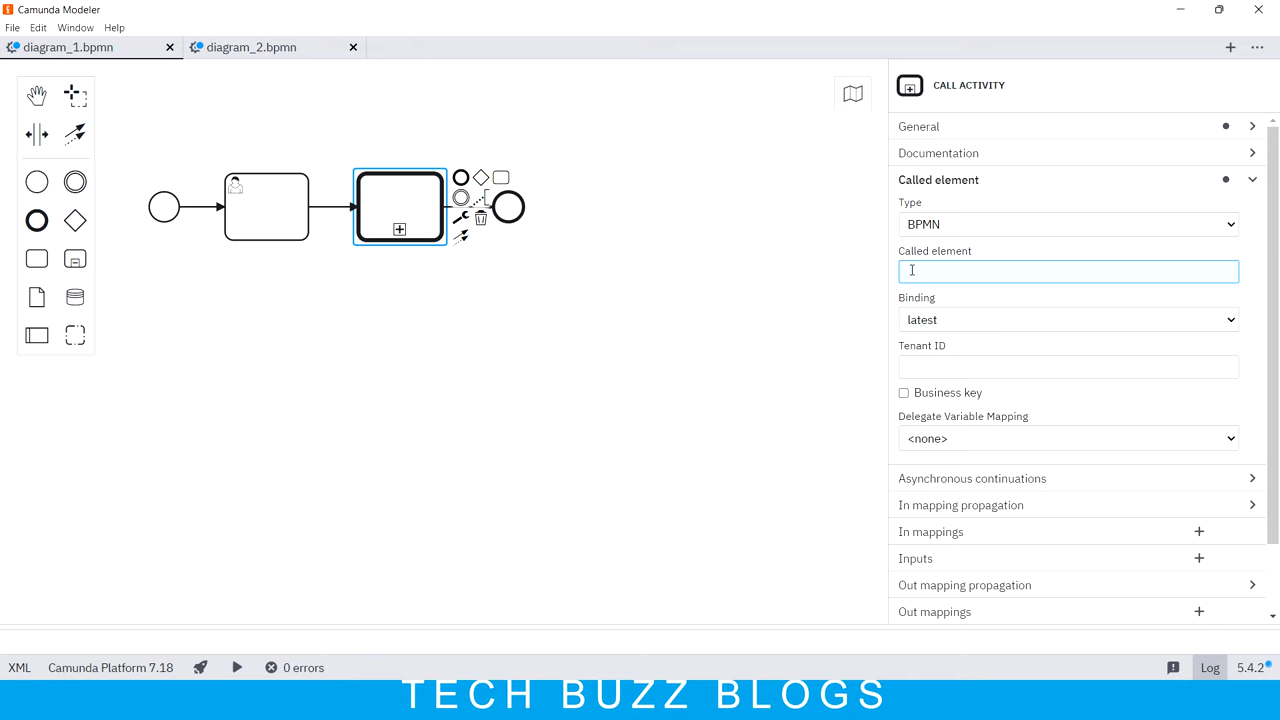 Camunda Modeler
File Edit Window Help
diagram_1.bpmn diagram_2.bpmn
CALL ACTIVITY
General
Documentation
Called element
Type
BPMN
Called element
Binding
latest
Tenant ID
Business key
Delegate Variable Mapping
<none>
Asynchronous continuations
In mapping propagation
In mappings
Inputs
Out mapping propagation
Out mappings
XML Camunda Platform 7.18 0 errors Log 5.4.2
TECH BUZZ BLOGS